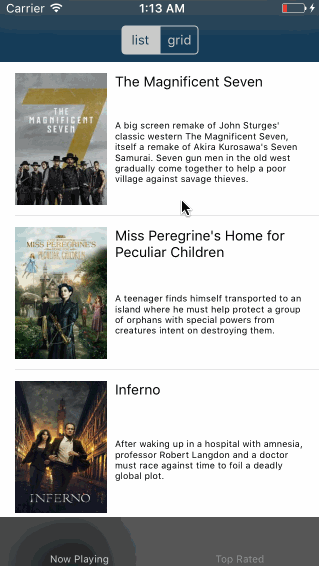 Carrier 1:13 AM
list grid
The Magnificent Seven
THE
MAGNIFICENT
SEVEN
A big screen remake of John Sturges'
classic western The Magnificent Seven,
itself a remake of Akira Kurosawa's Seven
Samurai. Seven gun men in the old west
gradually come together to help a poor
village against savage thieves.
Miss Peregrine's Home for
Peculiar Children
MISS PEREGRINE'S
A teenager finds himself transported to an
island where he must help protect a group
of orphans with special powers from
creatures intent on destroying them.
Inferno
After waking up in a hospital with amnesia,
professor Robert Langdon and a doctor
must race against time to foil a deadly
global plot.
INFERNO
Now Playing Top Rated